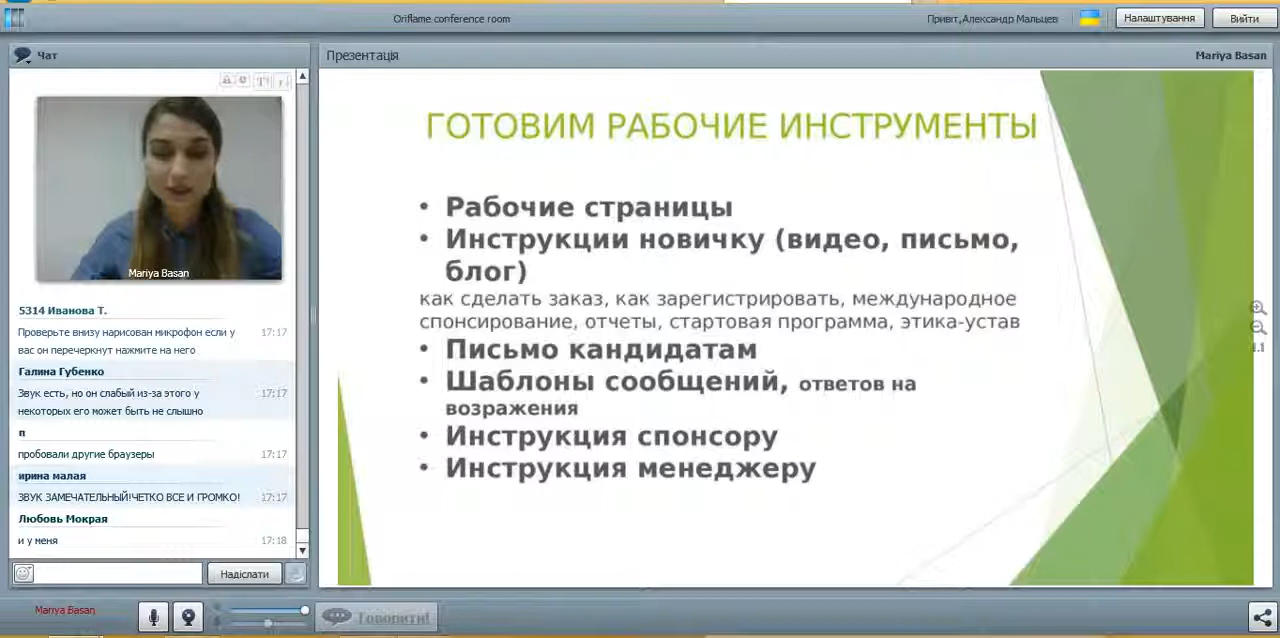 Oriflame conference room
Привіт,Александр Мальцев
Налаштування
Вийти
Чат
Mariya Basan
5314 Иванова Т.
Проверьте внизу нарисован микрофон если у
17:17
вас он перечеркнут нажмите на него
Галина Губенко
Звук есть, но он слабый из-за этого у
17:17
некоторых его может быть не слышно
п
пробовали другие браузеры
17:17
ирина малая
ЗВУК ЗАМЕЧАТЕЛЬНЫЙ!ЧЕТКО ВСЕ И ГРОМКО!
17:17
Любовь Мокрая
и у меня
17:18
Надіслати
Презентація
Mariya Basan
ГОТОВИМ РАБОЧИЕ ИНСТРУМЕНТЫ
• Рабочие страницы
• Инструкции новичку (видео, письмо,
блог)
как сделать заказ, как зарегистрировать, международное
спонсирование, отчеты, стартовая программа, этика-устав
• Письмо кандидатам
• Шаблоны сообщений, ответов на
возражения
• Инструкция спонсору
• Инструкция менеджеру
1:1
Mariya Basan
Говорити!